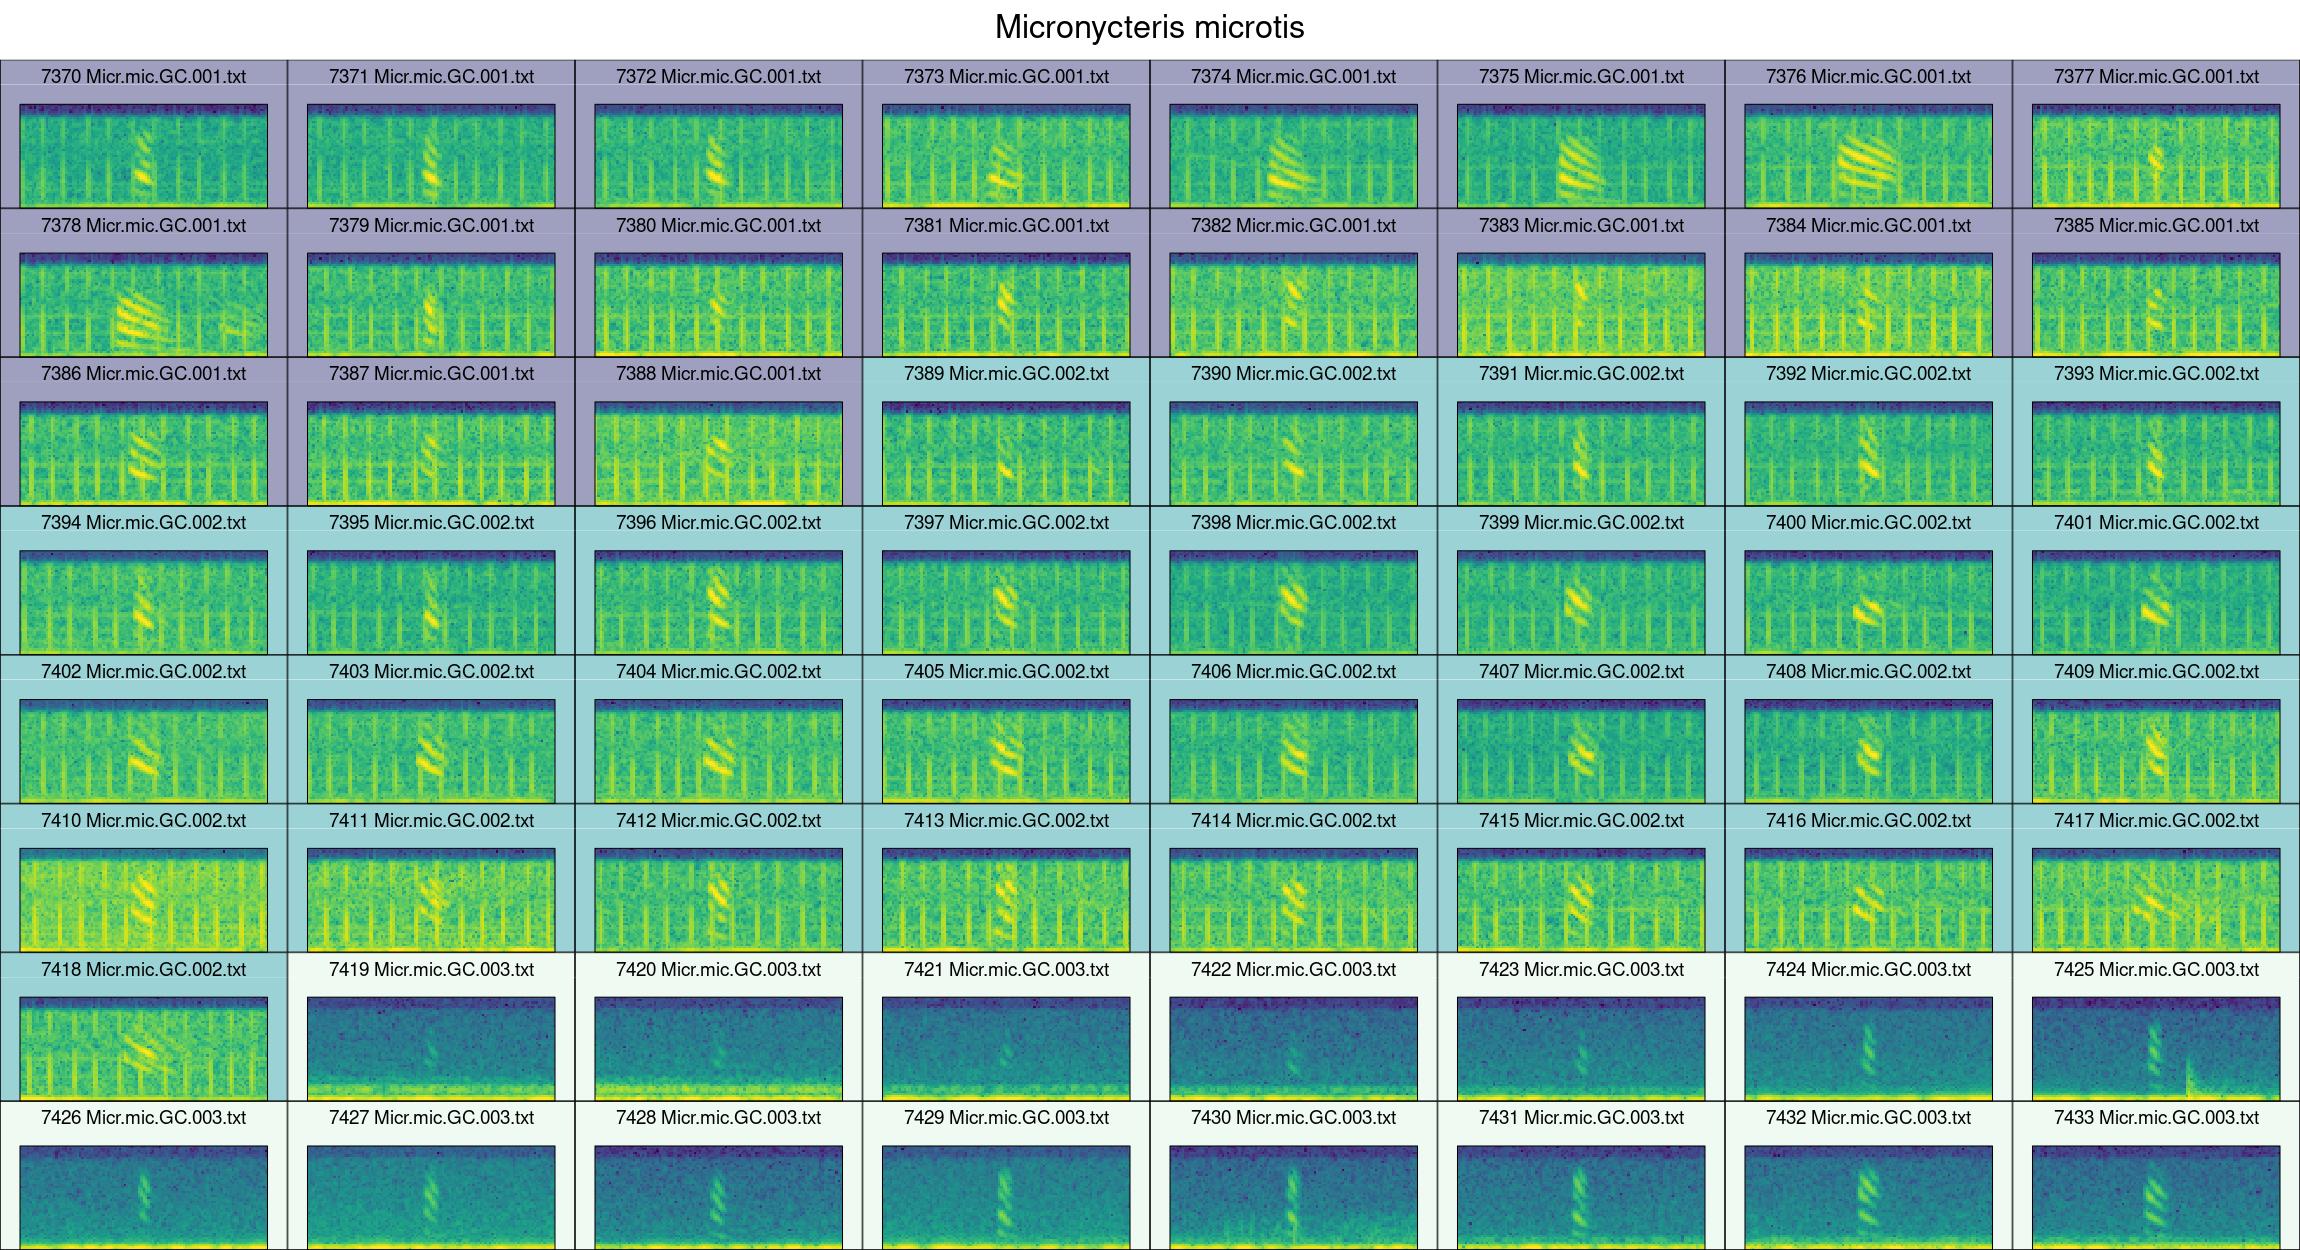 Micronycteris microtis
7370 Micr.mic.GC.001.txt 7371 Micr.mic.GC.001.txt 7372 Micr.mic.GC.001.txt 7373 Micr.mic.GC.001.txt 7374 Micr.mic.GC.001.txt 7375 Micr.mic.GC.001.txt 7376 Micr.mic.GC.001.txt 7377 Micr.mic.GC.001.txt
7378 Micr.mic.GC.001.txt 7379 Micr.mic.GC.001.txt 7380 Micr.mic.GC.001.txt 7381 Micr.mic.GC.001.txt 7382 Micr.mic.GC.001.txt 7383 Micr.mic.GC.001.txt 7384 Micr.mic.GC.001.txt 7385 Micr.mic.GC.001.txt
7386 Micr.mic.GC.001.txt 7387 Micr.mic.GC.001.txt 7388 Micr.mic.GC.001.txt 7389 Micr.mic.GC.002.txt 7390 Micr.mic.GC.002.txt 7391 Micr.mic.GC.002.txt 7392 Micr.mic.GC.002.txt 7393 Micr.mic.GC.002.txt
7394 Micr.mic.GC.002.txt 7395 Micr.mic.GC.002.txt 7396 Micr.mic.GC.002.txt 7397 Micr.mic.GC.002.txt 7398 Micr.mic.GC.002.txt 7399 Micr.mic.GC.002.txt 7400 Micr.mic.GC.002.txt 7401 Micr.mic.GC.002.txt
7402 Micr.mic.GC.002.txt 7403 Micr.mic.GC.002.txt 7404 Micr.mic.GC.002.txt 7405 Micr.mic.GC.002.txt 7406 Micr.mic.GC.002.txt 7407 Micr.mic.GC.002.txt 7408 Micr.mic.GC.002.txt 7409 Micr.mic.GC.002.txt
7410 Micr.mic.GC.002.txt 7411 Micr.mic.GC.002.txt 7412 Micr.mic.GC.002.txt 7413 Micr.mic.GC.002.txt 7414 Micr.mic.GC.002.txt 7415 Micr.mic.GC.002.txt 7416 Micr.mic.GC.002.txt 7417 Micr.mic.GC.002.txt
7418 Micr.mic.GC.002.txt 7419 Micr.mic.GC.003.txt 7420 Micr.mic.GC.003.txt 7421 Micr.mic.GC.003.txt 7422 Micr.mic.GC.003.txt 7423 Micr.mic.GC.003.txt 7424 Micr.mic.GC.003.txt 7425 Micr.mic.GC.003.txt
7426 Micr.mic.GC.003.txt 7427 Micr.mic.GC.003.txt 7428 Micr.mic.GC.003.txt 7429 Micr.mic.GC.003.txt 7430 Micr.mic.GC.003.txt 7431 Micr.mic.GC.003.txt 7432 Micr.mic.GC.003.txt 7433 Micr.mic.GC.003.txt